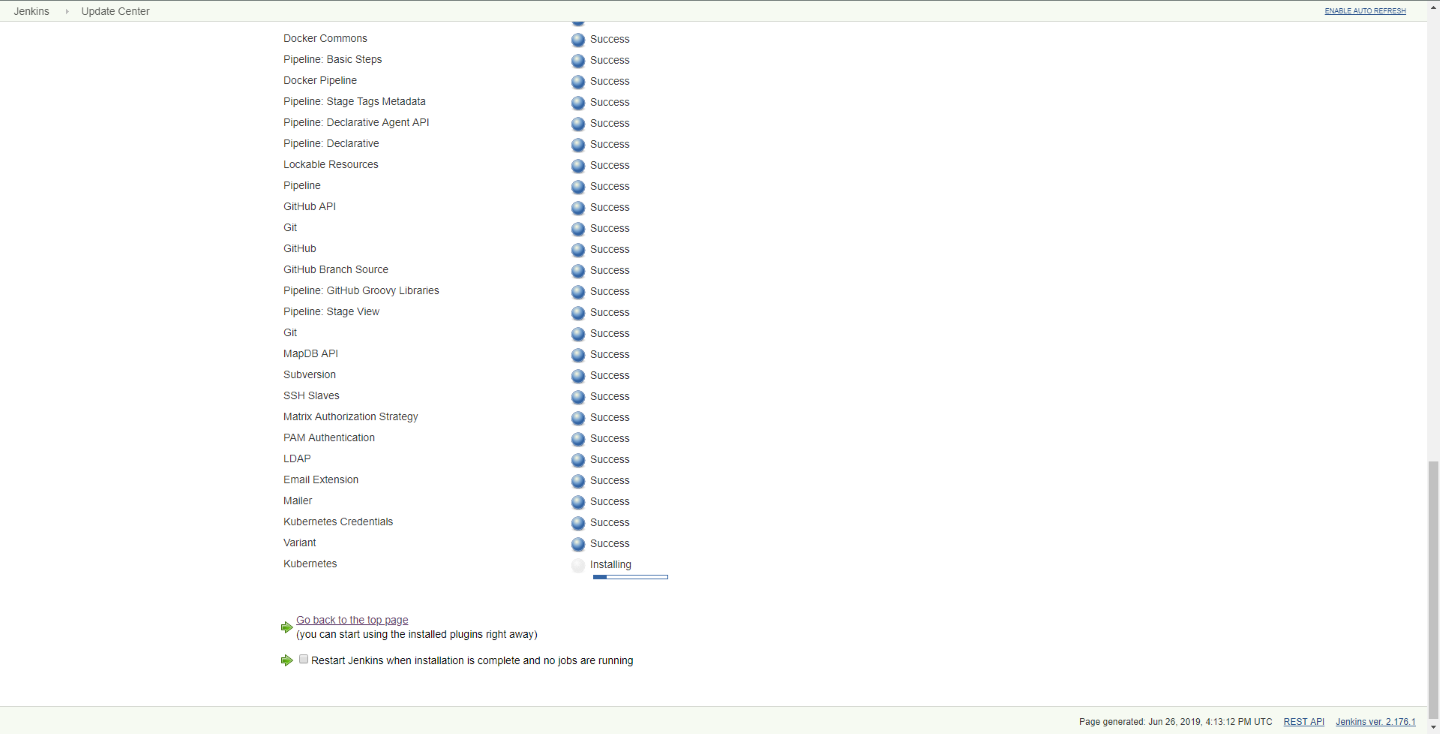 Jenkins Update Center ENABLE AUTO REFRESH
Docker Commons Success
Pipeline: Basic Steps Success
Docker Pipeline Success
Pipeline: Stage Tags Metadata Success
Pipeline: Declarative Agent API Success
Pipeline: Declarative Success
Lockable Resources Success
Pipeline Success
GitHub API Success
Git Success
GitHub Success
GitHub Branch Source Success
Pipeline: GitHub Groovy Libraries Success
Pipeline: Stage View Success
Git Success
MapDB API Success
Subversion Success
SSH Slaves Success
Matrix Authorization Strategy Success
PAM Authentication Success
LDAP Success
Email Extension Success
Mailer Success
Kubernetes Credentials Success
Variant Success
Kubernetes Installing
Go back to the top page
(you can start using the installed plugins right away)
Restart Jenkins when installation is complete and no jobs are running
Page generated: Jun 26, 2019, 4:13:12 PM UTC REST API Jenkins ver. 2.176.1